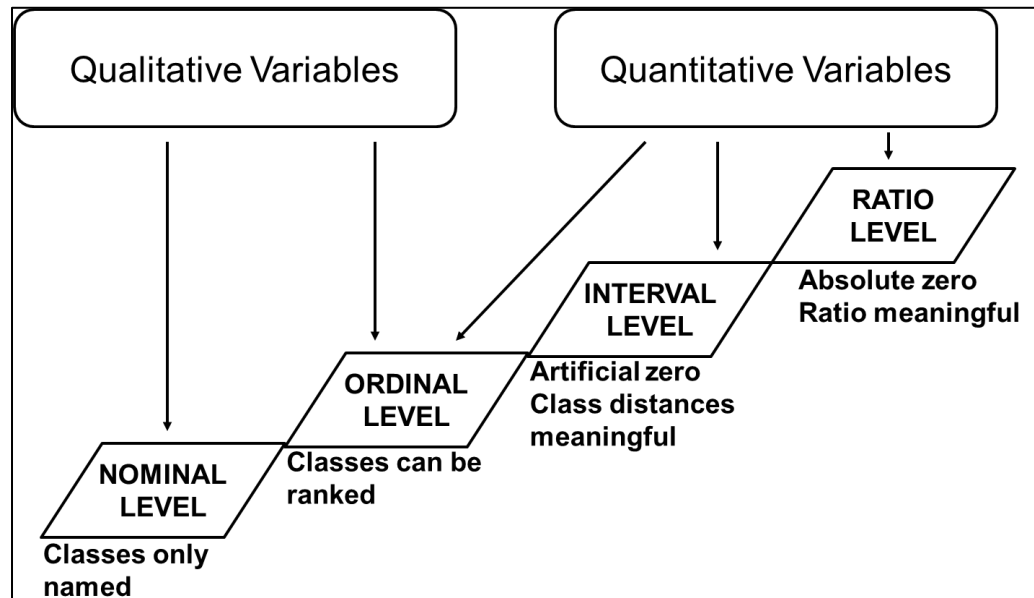 Qualitative Variables
Quantitative Variables
RATIO
LEVEL
Absolute zero
Ratio meaningful
INTERVAL
LEVEL
Artificial zero
Class distances
meaningful
ORDINAL
LEVEL
Classes can be
ranked
NOMINAL
LEVEL
Classes only
named